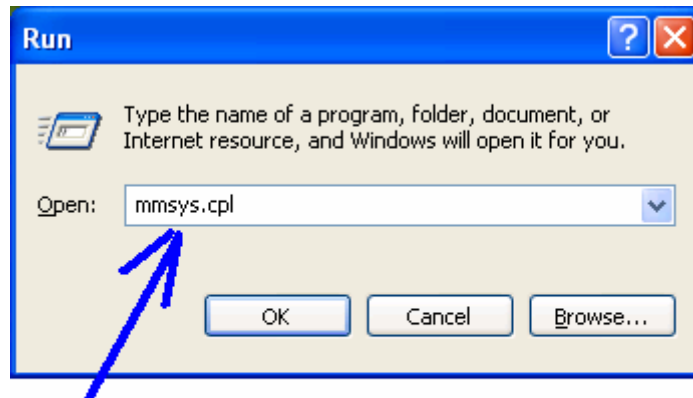 Run
Type the name of a program, folder, document, or
Internet resource, and Windows will open it for you.
Open: mmsys.cpl
OK Cancel Browse...